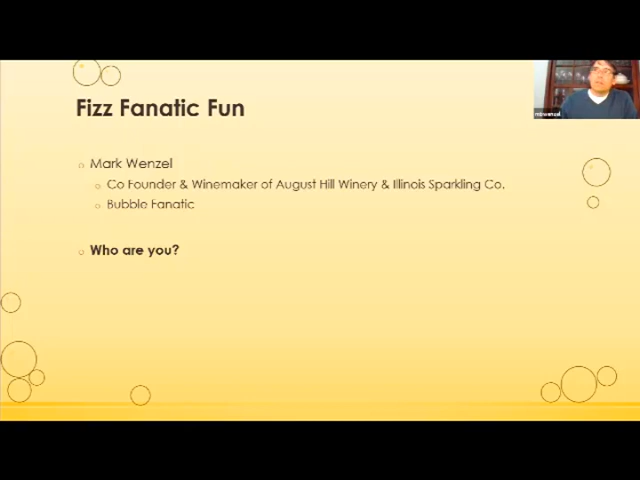 Fizz Fanatic Fun
Mark Wenzel
Co Founder & Winemaker of August Hill Winery & Illinois Sparkling Co.
Bubble Fanatic
Who are you?